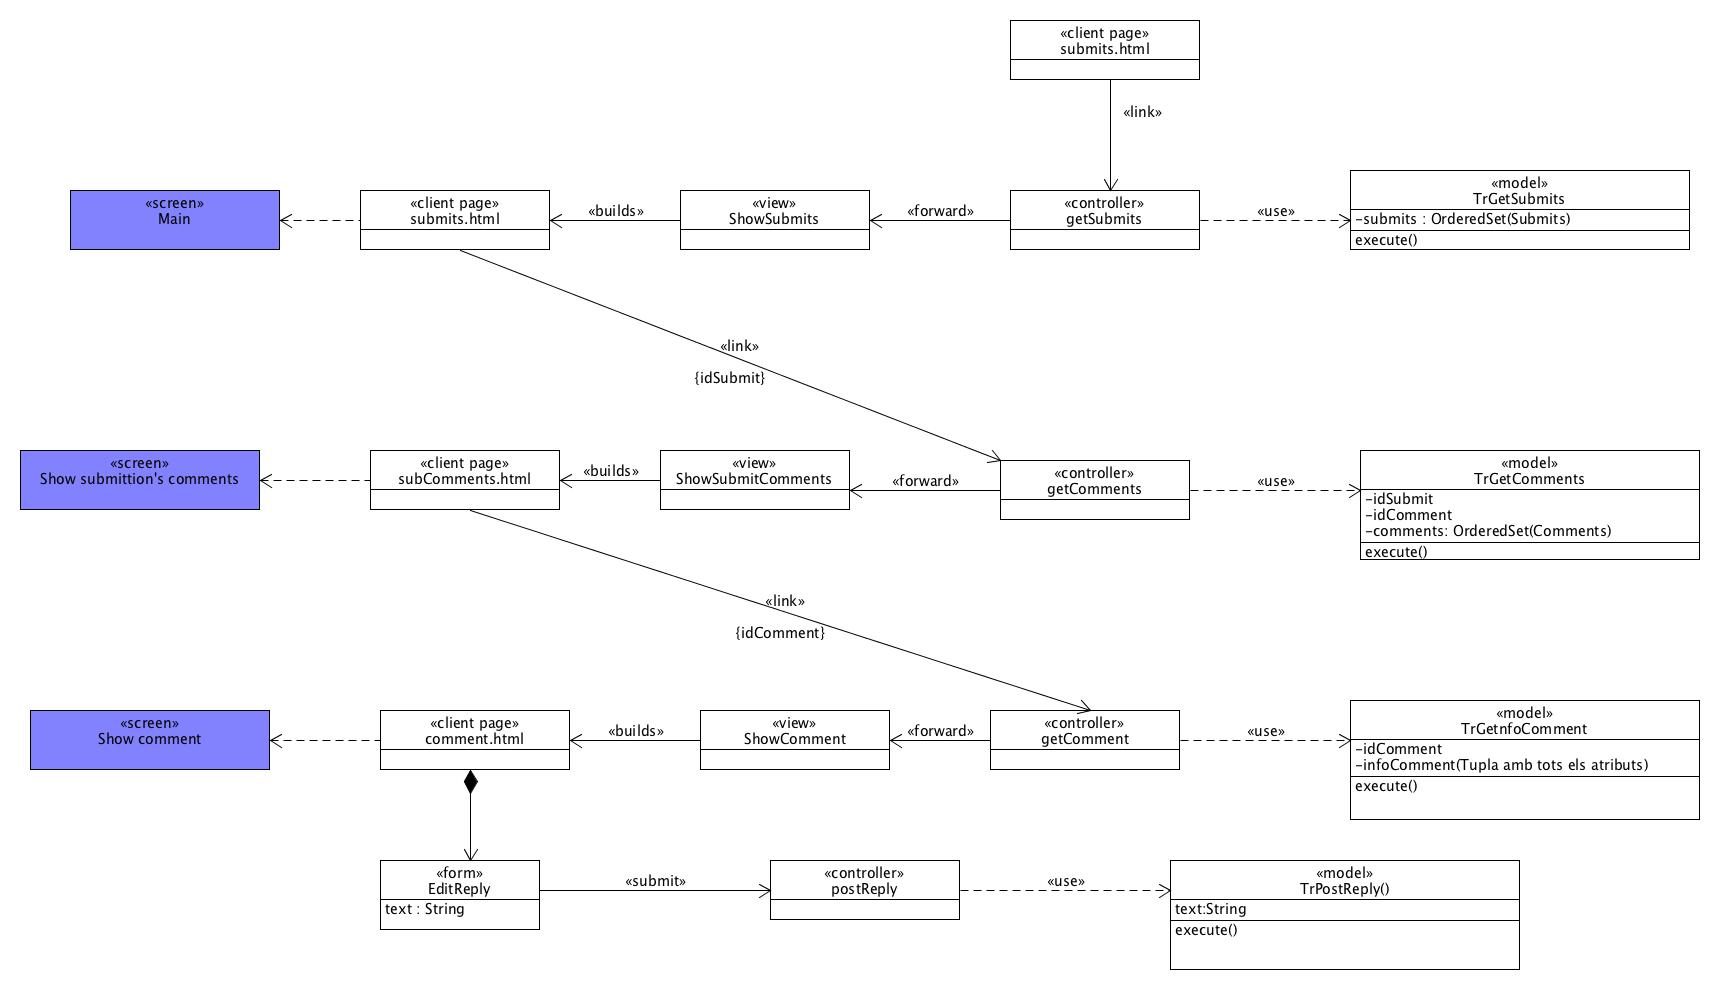 «client page»
submits.html
«link»
«screen»
Main
«client page»
submits.html
«builds»
«view»
ShowSubmits
«forward»
«controller»
getSubmits
«use»
«model»
TrGetSubmits
-submits : OrderedSet(Submits)
execute()
«link»
{idSubmit}
«screen»
Show submittion's comments
«client page»
subComments.html
«builds»
«view»
ShowSubmitComments
«forward»
«controller»
getComments
«use»
«model»
TrGetComments
-idSubmit
-idComment
-comments: OrderedSet(Comments)
execute()
«link»
{idComment}
«screen»
Show comment
«client page»
comment.html
«builds»
«view»
ShowComment
«forward»
«controller»
getComment
«use»
«model»
TrGetnfoComment
-idComment
-infoComment(Tupla amb tots els atributs)
execute()
«form»
EditReply
text : String
«submit»
«controller»
postReply
«use»
«model»
TrPostReply()
text:String
execute()